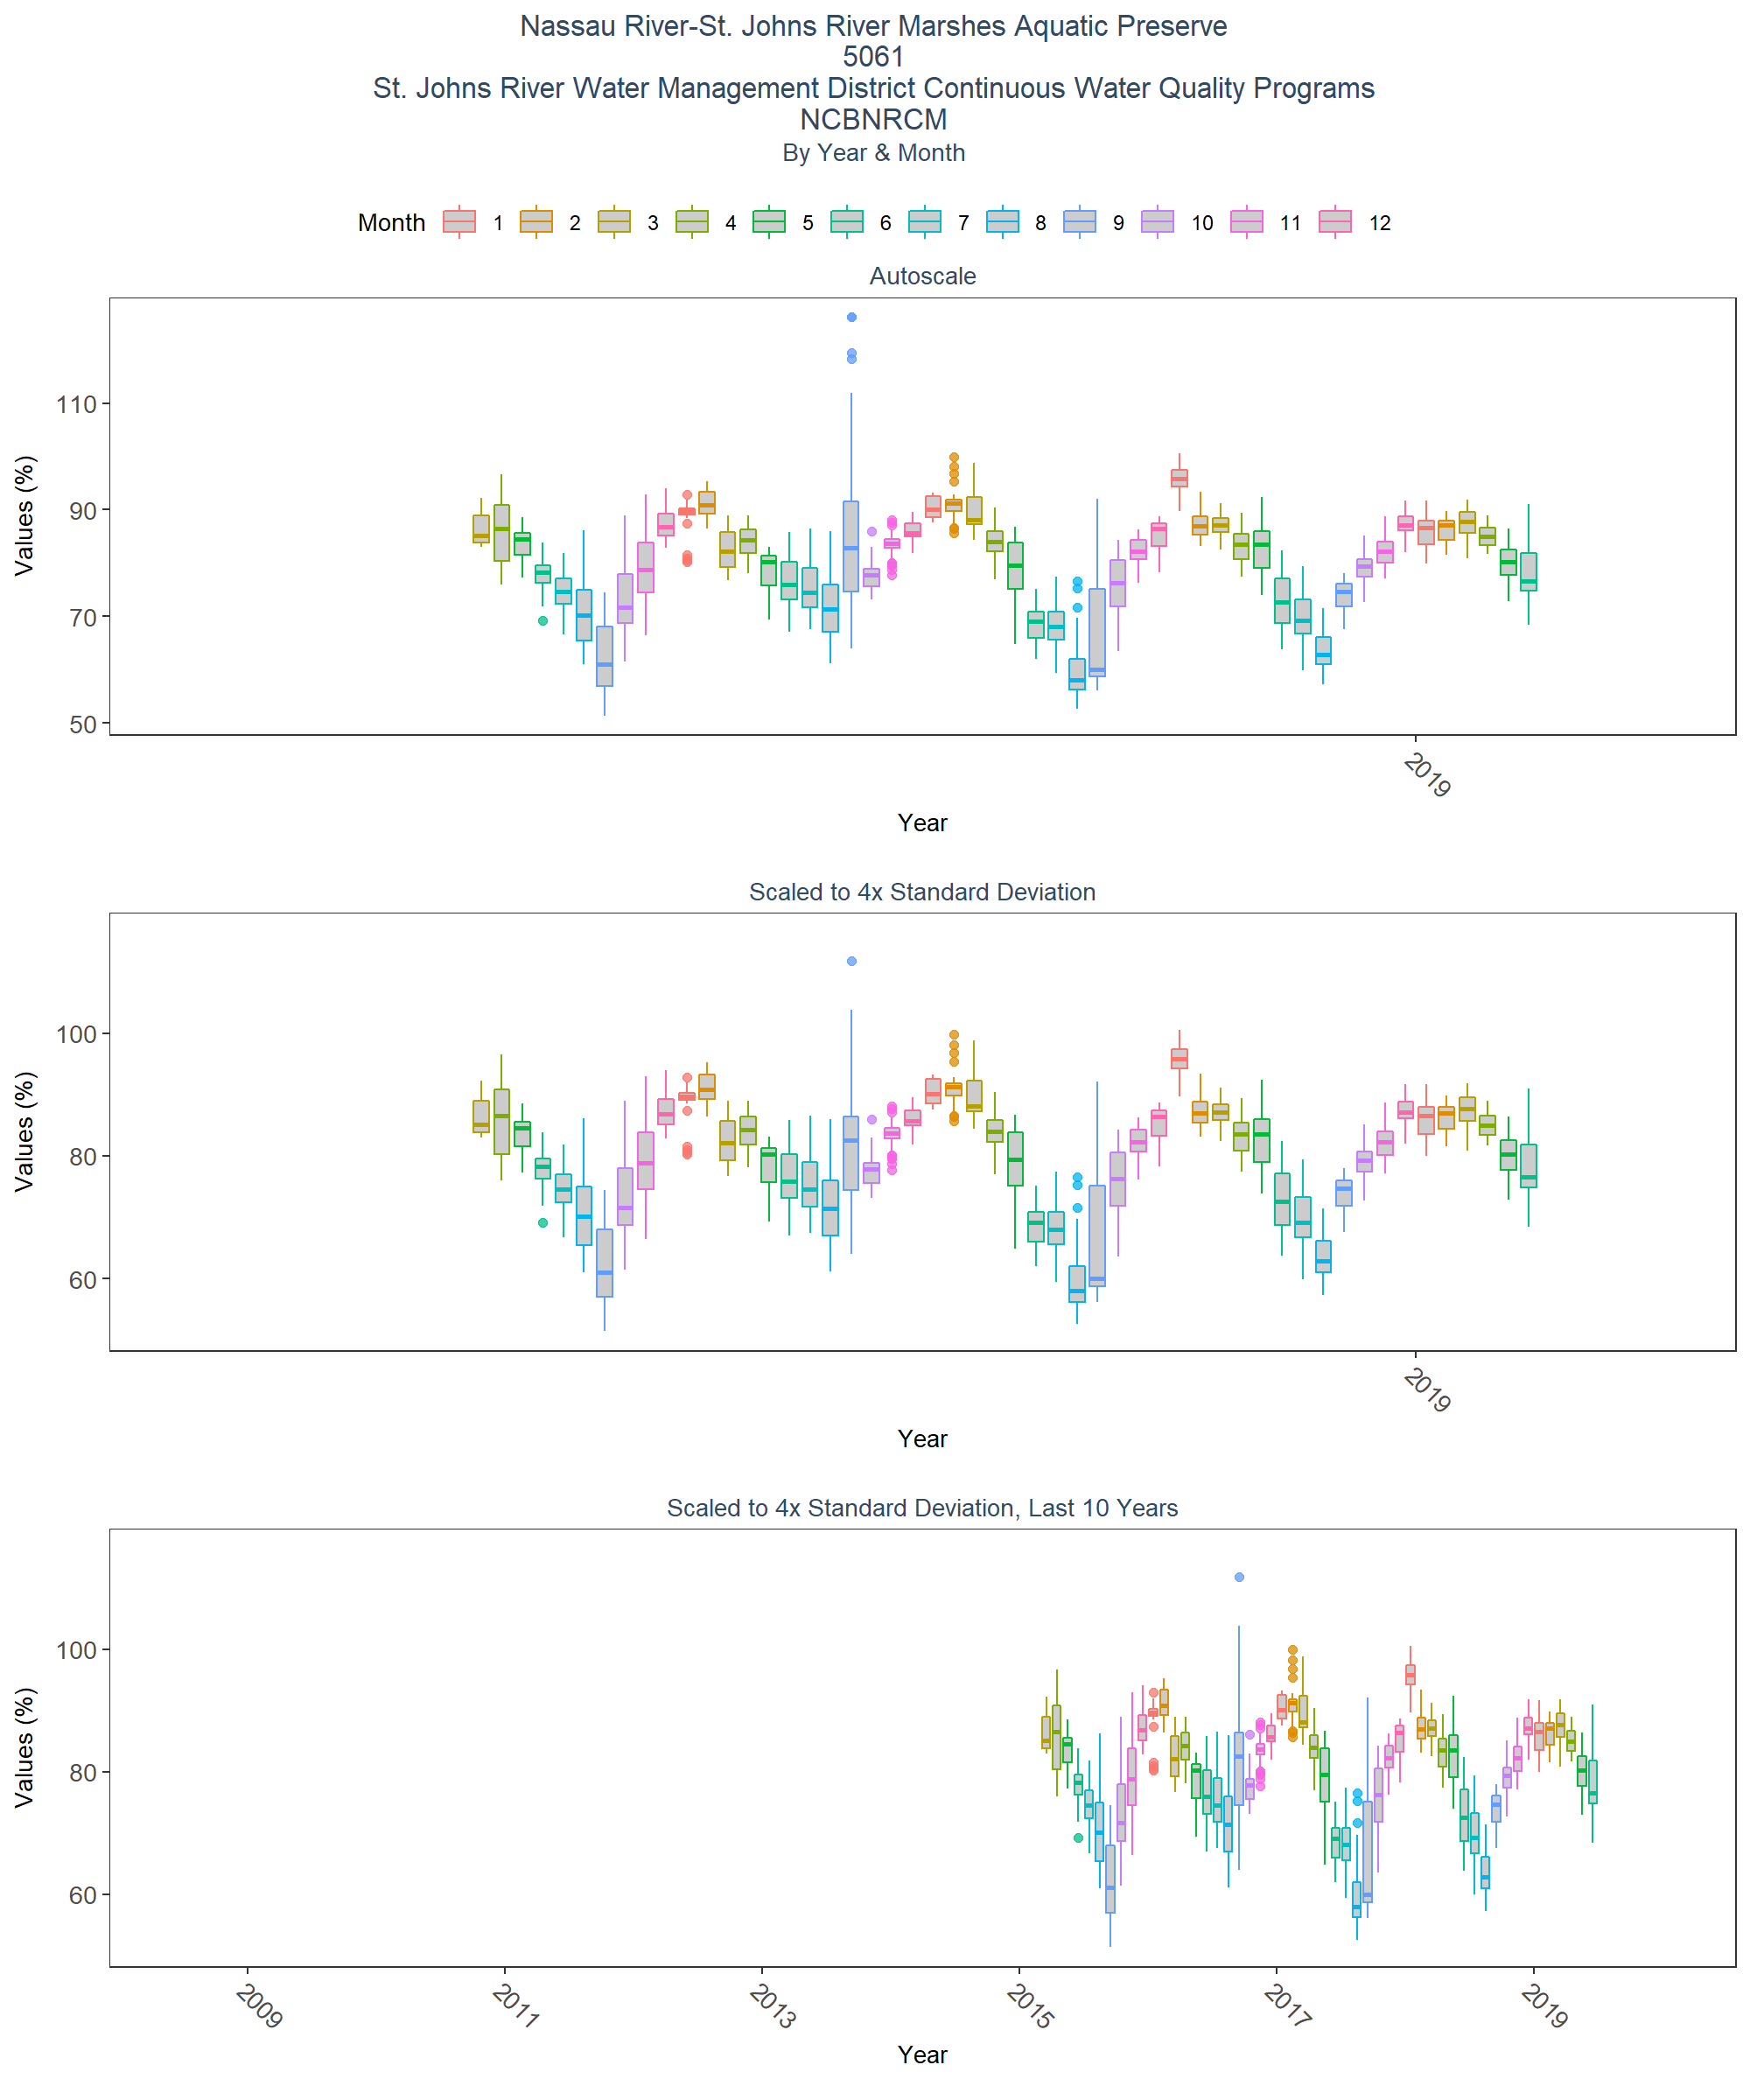 Nassau River-St. Johns River Marshes Aquatic Preserve
5061
St. Johns River Water Management District Continuous Water Quality Programs
NCBNRCM
By Year & Month
Month 1 2 3 4 5 6 7 8 9 10 11 12
Autoscale
Values (%)
110
90
70
50
2019
Year
Scaled to 4x Standard Deviation
Values (%)
100
80
60
2019
Year
Scaled to 4x Standard Deviation, Last 10 Years
Values (%)
100
80
60
2009 2011 2013 2015 2017 2019
Year